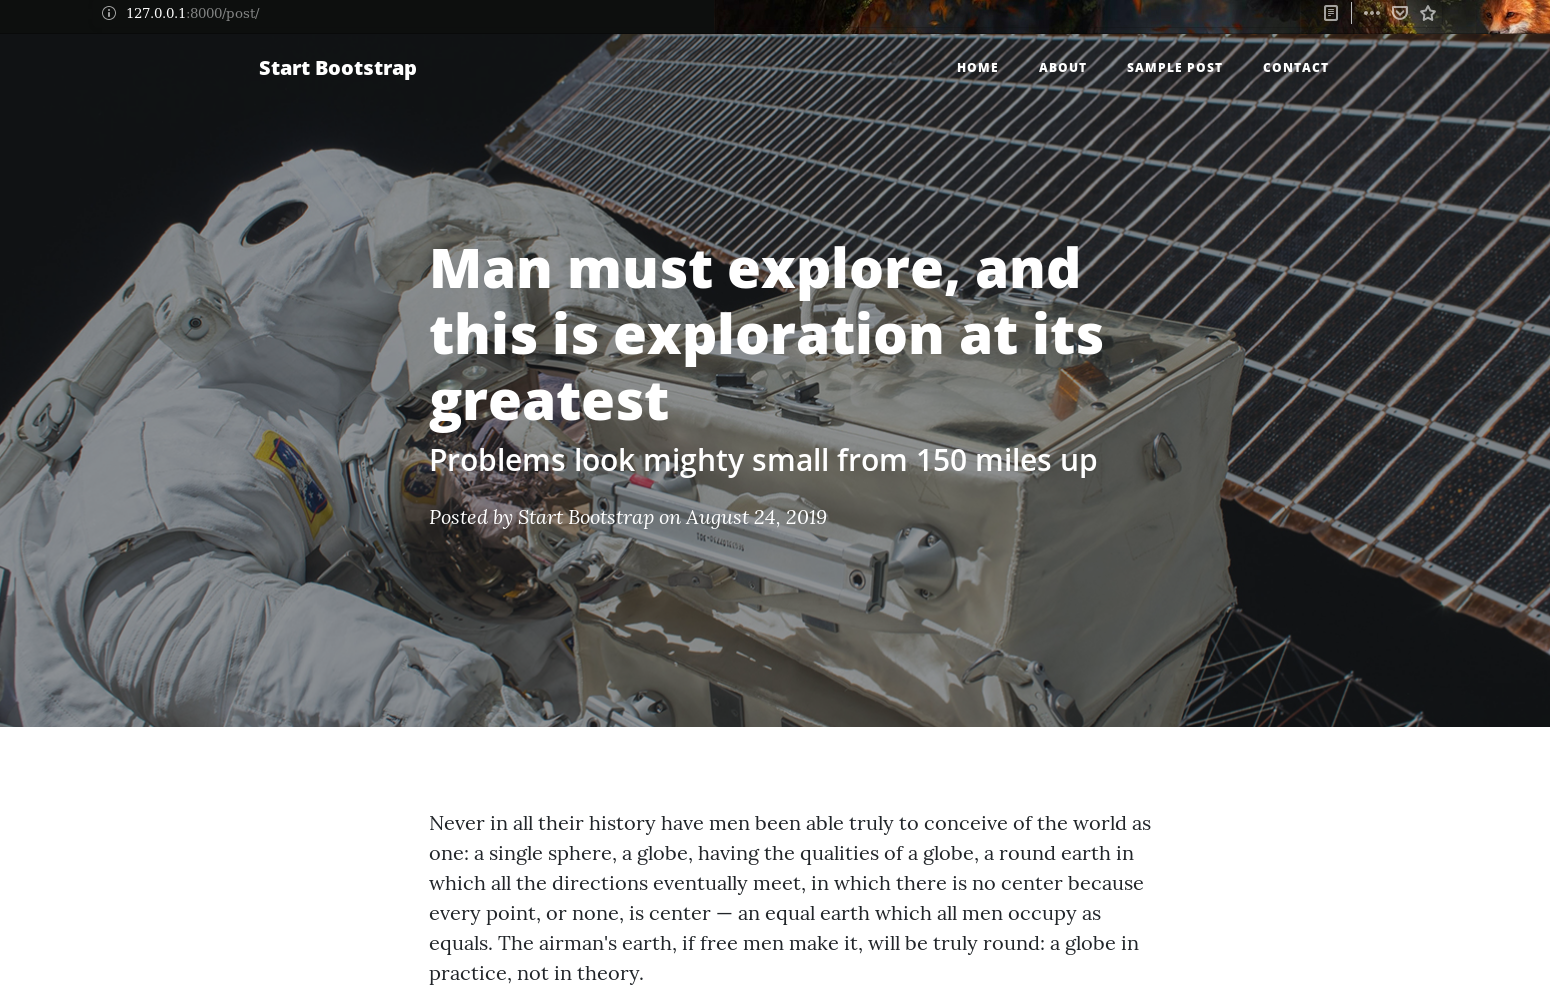 127.0.0.1:8000/post/
Start Bootstrap
HOME ABOUT SAMPLE POST CONTACT
Man must explore, and
this is exploration at its
greatest
Problems look mighty small from 150 miles up
Posted by Start Bootstrap on August 24, 2019
Never in all their history have men been able truly to conceive of the world as
one: a single sphere, a globe, having the qualities of a globe, a round earth in
which all the directions eventually meet, in which there is no center because
every point, or none, is center — an equal earth which all men occupy as
equals. The airman's earth, if free men make it, will be truly round: a globe in
practice, not in theory.